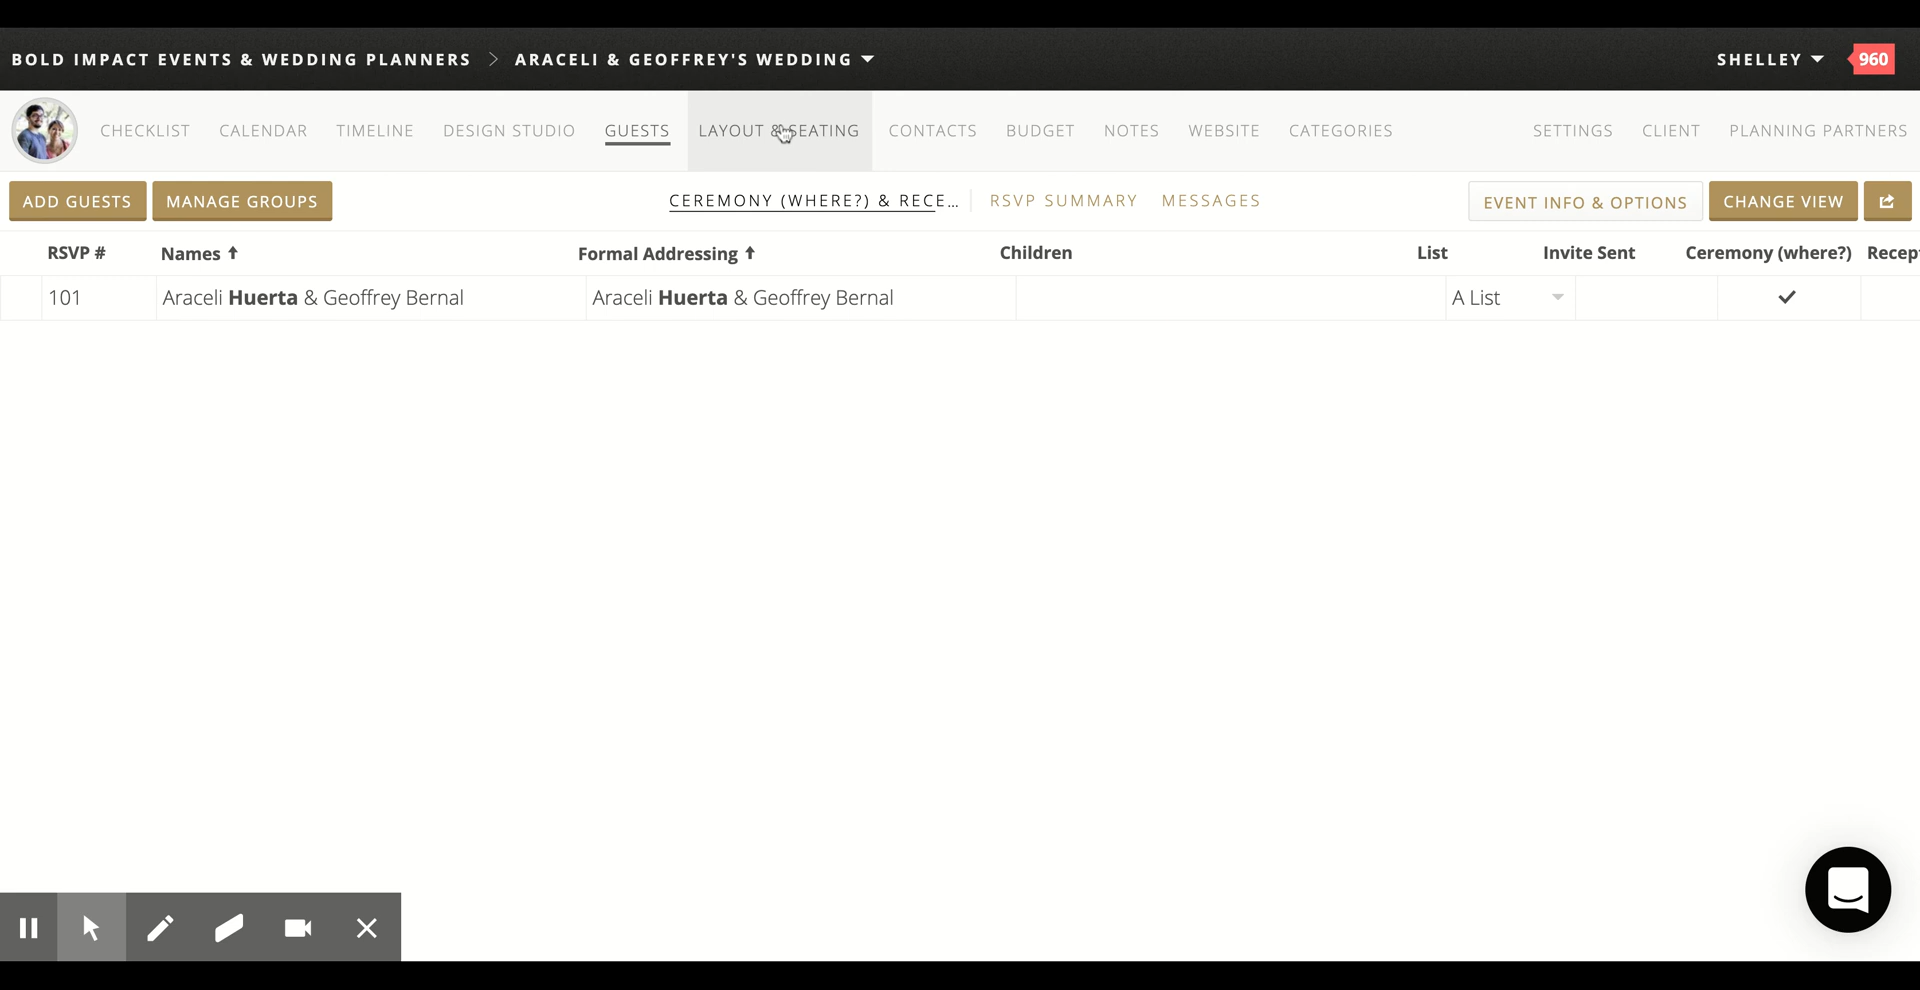 BOLD IMPACT EVENTS & WEDDING PLANNERS ARACELI & GEOFFREY'S WEDDING SHELLEY 960
CHECKLIST CALENDAR TIMELINE DESIGN STUDIO GUESTS LAYOUT & SEATING CONTACTS BUDGET NOTES WEBSITE CATEGORIES SETTINGS CLIENT PLANNING PARTNERS
ADD GUESTS MANAGE GROUPS CEREMONY (WHERE?) & RECE... RSVP SUMMARY MESSAGES EVENT INFO & OPTIONS CHANGE VIEW
RSVP # Names Formal Addressing Children List Invite Sent Ceremony (where?) Recept
101 Araceli Huerta & Geoffrey Bernal Araceli Huerta & Geoffrey Bernal A List